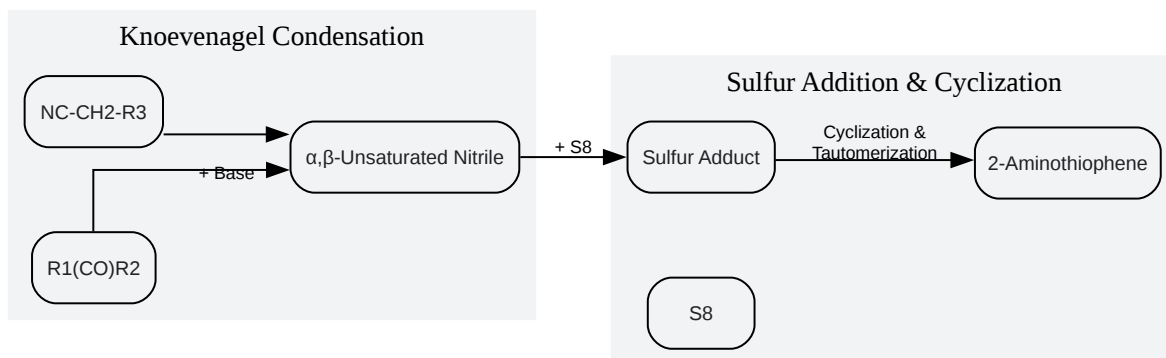 Knoevenagel Condensation
NC-CH2-R3
+ Base
R1(CO)R2
α,β-Unsaturated Nitrile
+ S8
Sulfur Addition & Cyclization
Sulfur Adduct
Cyclization &
Tautomerization
2-Aminothiophene
S8